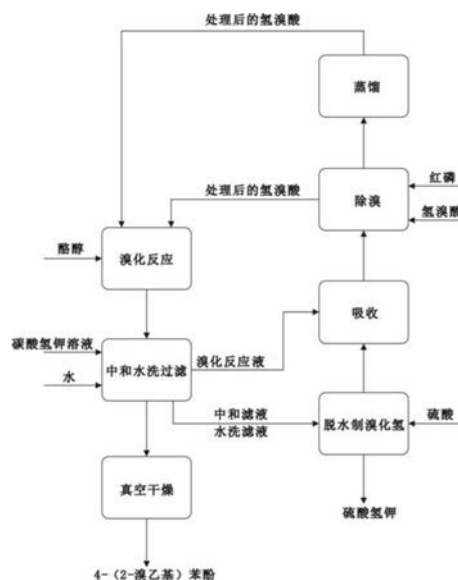 处理后的氢溴酸
蒸馏
红磷
处理后的氢溴酸
除溴
氢溴酸
酪醇
溴化反应
吸收
碳酸氢钾溶液
溴化反应液
中和水洗过滤
水
中和滤液
水洗滤液
脱水制溴化氢
硫酸
真空干燥
硫酸氢钾
4-（2-溴乙基）苯酚